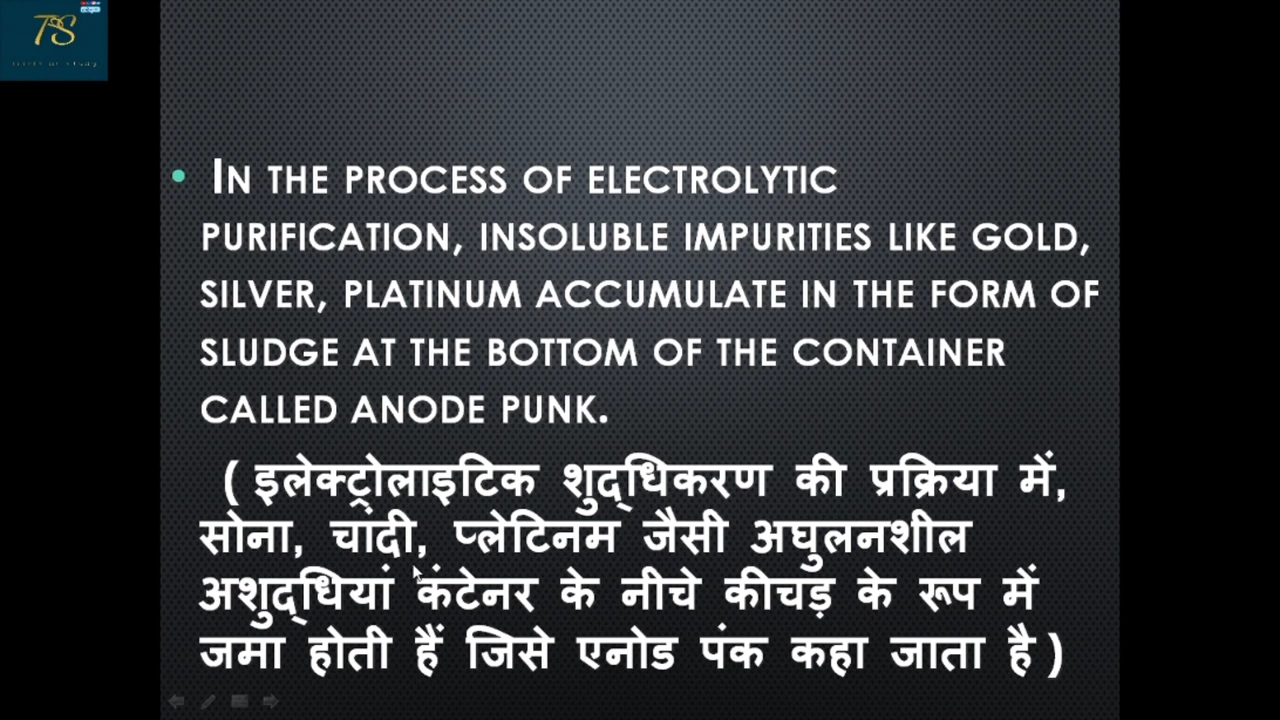 TS
• In the process of electrolytic
purification, insoluble impurities like gold,
silver, platinum accumulate in the form of
sludge at the bottom of the container
called anode punk.
( इलेक्ट्रोलाइटिक शुद्धिकरण की प्रक्रिया में,
सोना, चांदी, प्लेटिनम जैसी अघुलनशील
अशुद्धियां कंटेनर के नीचे कीचड़ के रूप में
जमा होती हैं जिसे एनोड पंक कहा जाता है )